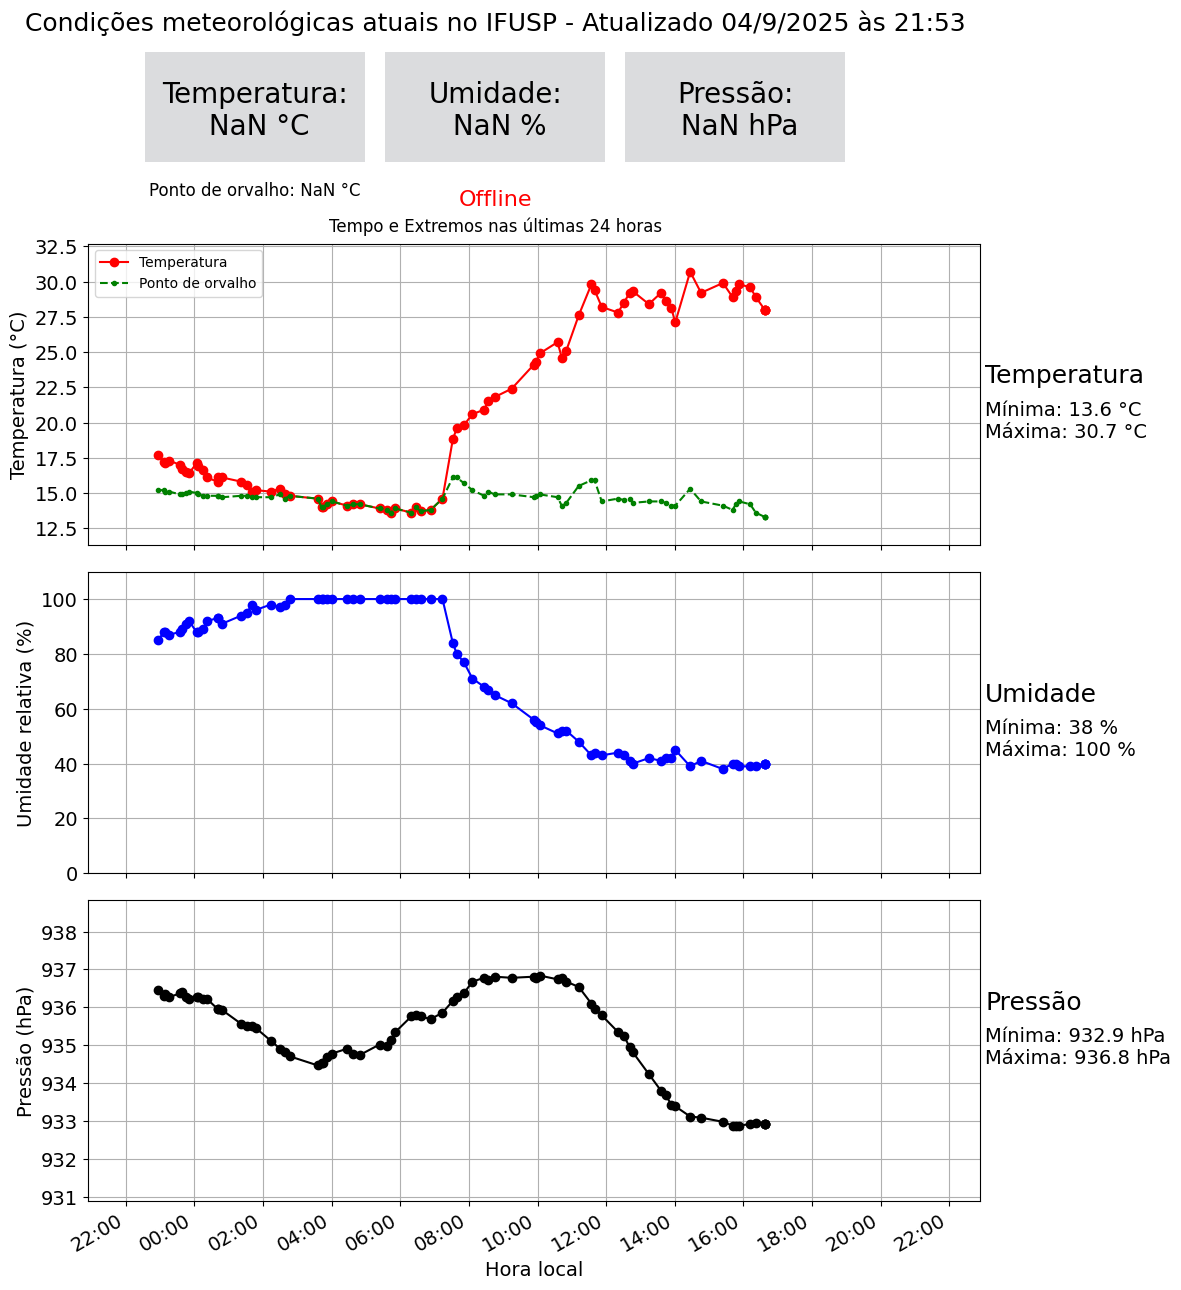 Condições meteorológicas atuais no IFUSP - Atualizado 04/9/2025 às 21:53
Temperatura:
NaN °C
Umidade:
NaN %
Pressão:
NaN hPa
Ponto de orvalho: NaN °C
Offline
Tempo e Extremos nas últimas 24 horas
Temperatura
Ponto de orvalho
Temperatura (°C)
32.5
30.0
27.5
25.0
22.5
20.0
17.5
15.0
12.5
Temperatura
Mínima: 13.6 °C
Máxima: 30.7 °C
Umidade relativa (%)
100
80
60
40
20
0
Umidade
Mínima: 38 %
Máxima: 100 %
Pressão (hPa)
938
937
936
935
934
933
932
931
Pressão
Mínima: 932.9 hPa
Máxima: 936.8 hPa
22:00
00:00
02:00
04:00
06:00
08:00
10:00
12:00
14:00
16:00
18:00
20:00
22:00
Hora local